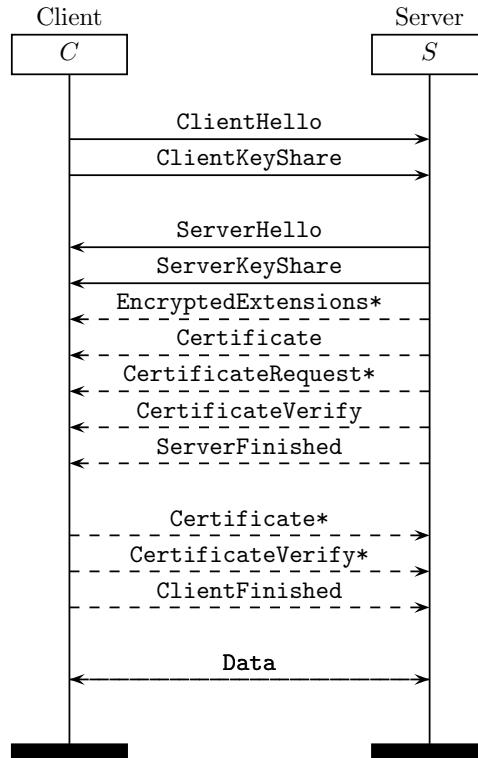 Client Server
C S
ClientHello
ClientKeyShare
ServerHello
ServerKeyShare
EncryptedExtensions*
Certificate
CertificateRequest*
CertificateVerify
ServerFinished
Certificate*
CertificateVerify*
ClientFinished
Data